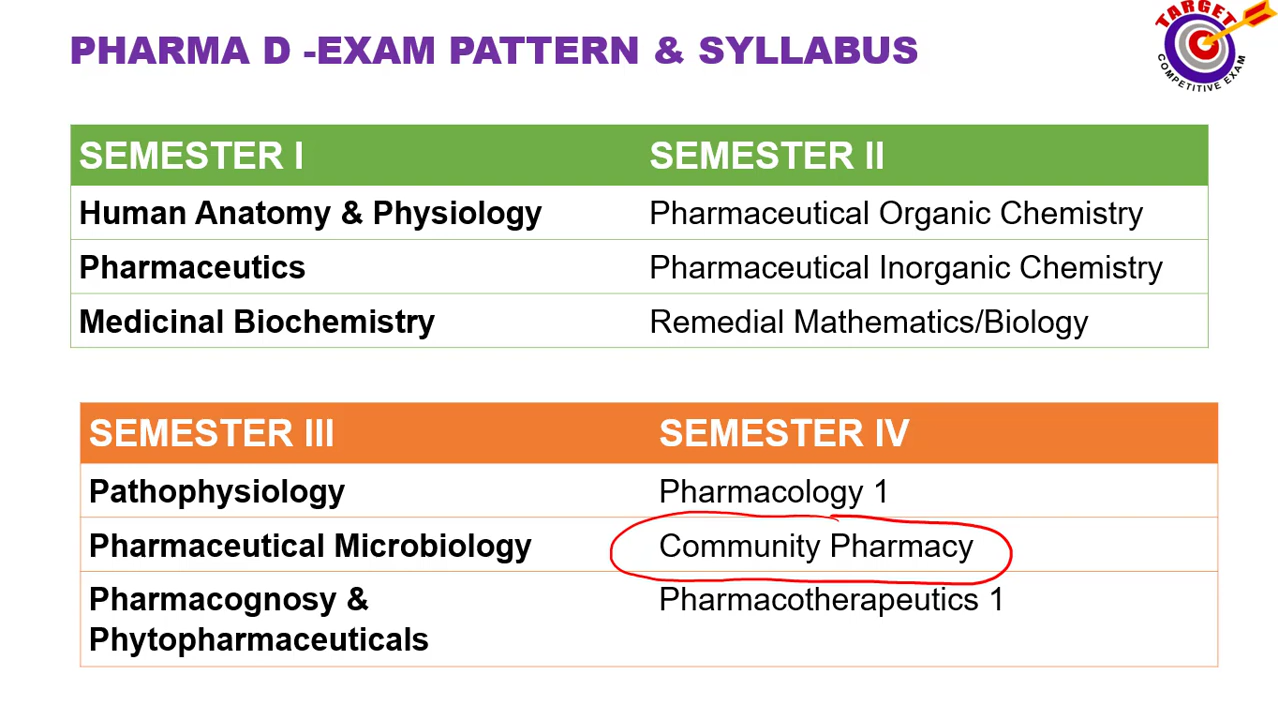 PHARMA D -EXAM PATTERN & SYLLABUS
TARGET
COMPETITIVE EXAM
SEMESTER I SEMESTER II
Human Anatomy & Physiology Pharmaceutical Organic Chemistry
Pharmaceutics Pharmaceutical Inorganic Chemistry
Medicinal Biochemistry Remedial Mathematics/Biology
SEMESTER III SEMESTER IV
Pathophysiology Pharmacology 1
Pharmaceutical Microbiology Community Pharmacy
Pharmacognosy & Pharmacotherapeutics 1
Phytopharmaceuticals